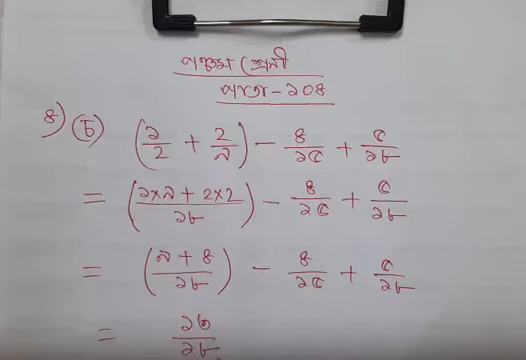 পঞ্চম শ্রেণী
পাতা-১০৪
৪) (চ) (১/২ + ২/৯) - ৪/১৫ + ৫/১৮
= ((১×৯ + ২×২)/১৮) - ৪/১৫ + ৫/১৮
= ((৯ + ৪)/১৮) - ৪/১৫ + ৫/১৮
= ১৩/১৮